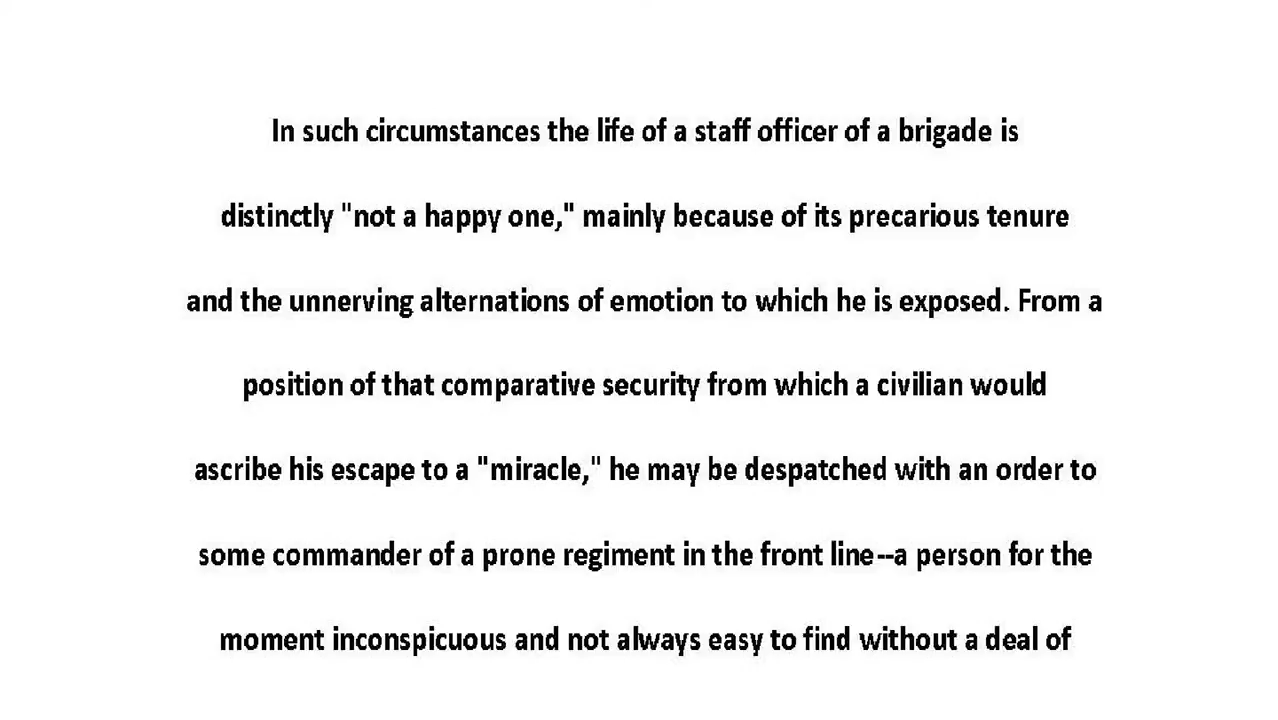 In such circumstances the life of a staff officer of a brigade is
distinctly "not a happy one," mainly because of its precarious tenure
and the unnerving alternations of emotion to which he is exposed. From a
position of that comparative security from which a civilian would
ascribe his escape to a "miracle," he may be despatched with an order to
some commander of a prone regiment in the front line--a person for the
moment inconspicuous and not always easy to find without a deal of